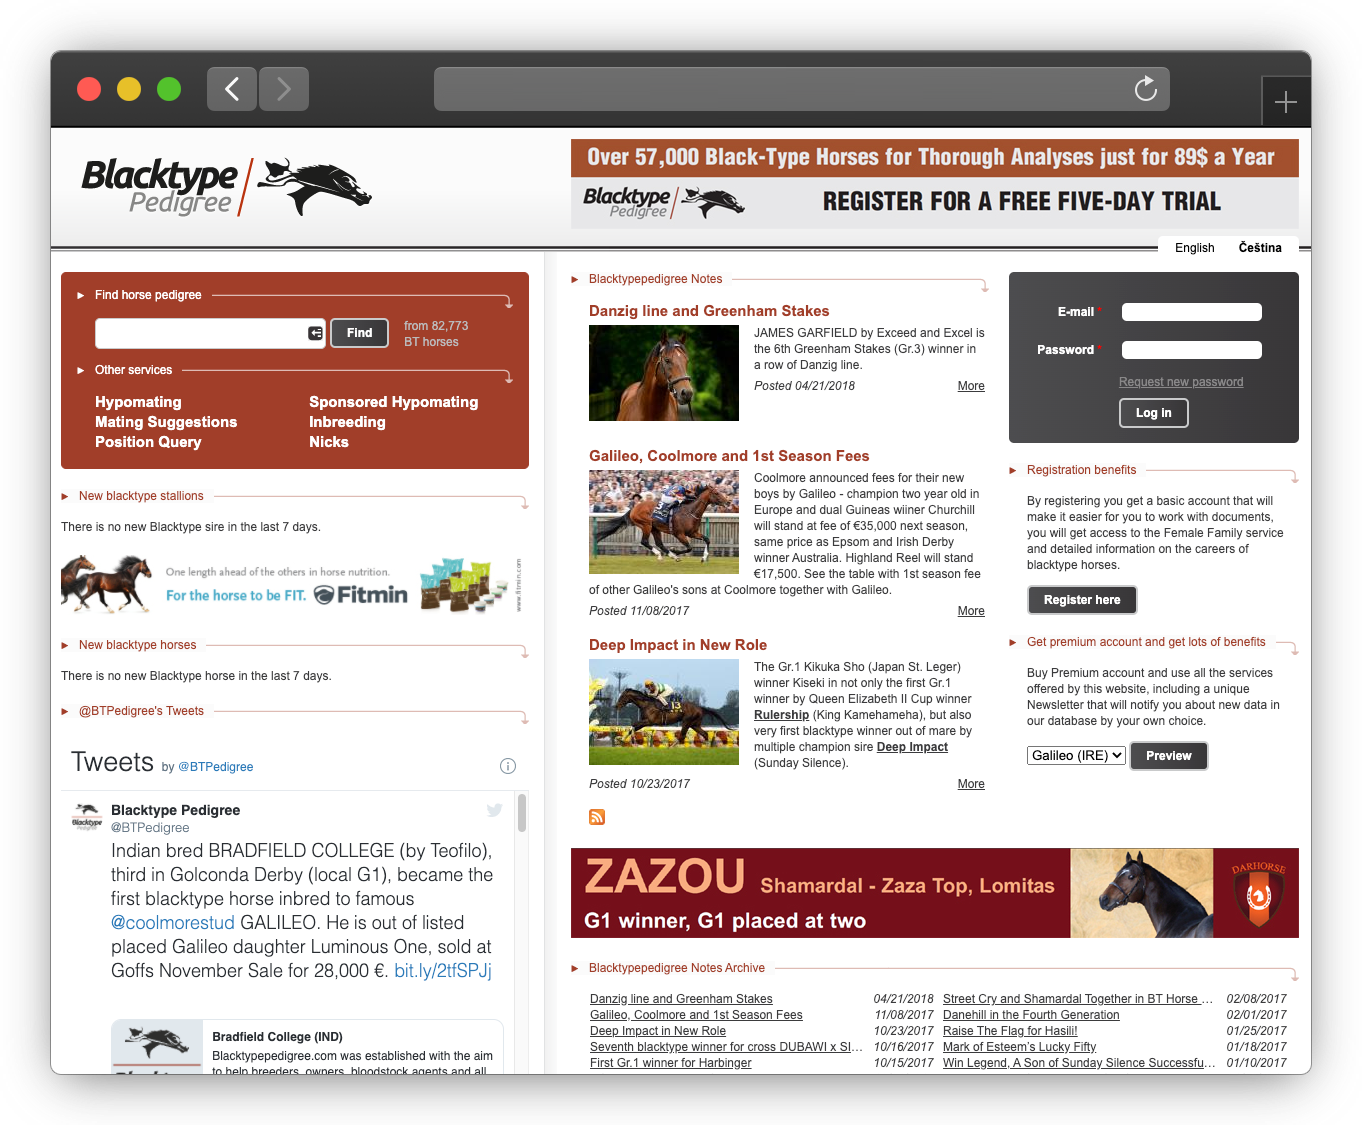 Blacktype
Pedigree
Over 57,000 Black-Type Horses for Thorough Analyses just for 89$ a Year
Blacktype
Pedigree
REGISTER FOR A FREE FIVE-DAY TRIAL
English
Čeština
Find horse pedigree
Find
from 82,773
BT horses
Other services
Hypomating
Sponsored Hypomating
Mating Suggestions
Inbreeding
Position Query
Nicks
New blacktype stallions
There is no new Blacktype sire in the last 7 days.
One length ahead of the others in horse nutrition.
For the horse to be FIT. Fitmin
www.fitmin.com
New blacktype horses
There is no new Blacktype horse in the last 7 days.
@BTPedigree's Tweets
Tweets by @BTPedigree
Blacktype Pedigree
@BTPedigree
Indian bred BRADFIELD COLLEGE (by Teofilo),
third in Golconda Derby (local G1), became the
first blacktype horse inbred to famous
@coolmorestud GALILEO. He is out of listed
placed Galileo daughter Luminous One, sold at
Goffs November Sale for 28,000 €. bit.ly/2tfSPJj
Bradfield College (IND)
Blacktypepedigree.com was established with the aim
to help breeders, owners, bloodstock agents and all
Blacktypepedigree Notes
Danzig line and Greenham Stakes
JAMES GARFIELD by Exceed and Excel is
the 6th Greenham Stakes (Gr.3) winner in
a row of Danzig line.
Posted 04/21/2018
More
Galileo, Coolmore and 1st Season Fees
Coolmore announced fees for their new
boys by Galileo - champion two year old in
Europe and dual Guineas wiiner Churchill
will stand at fee of €35,000 next season,
same price as Epsom and Irish Derby
winner Australia. Highland Reel will stand
€17,500. See the table with 1st season fee
of other Galileo's sons at Coolmore together with Galileo.
Posted 11/08/2017
More
Deep Impact in New Role
The Gr.1 Kikuka Sho (Japan St. Leger)
winner Kiseki in not only the first Gr.1
winner by Queen Elizabeth II Cup winner
Rulership (King Kamehameha), but also
very first blacktype winner out of mare by
multiple champion sire Deep Impact
(Sunday Silence).
Posted 10/23/2017
More
E-mail *
Password *
Request new password
Log in
Registration benefits
By registering you get a basic account that will
make it easier for you to work with documents,
you will get access to the Female Family service
and detailed information on the careers of
blacktype horses.
Register here
Get premium account and get lots of benefits
Buy Premium account and use all the services
offered by this website, including a unique
Newsletter that will notify you about new data in
our database by your own choice.
Galileo (IRE)
Preview
ZAZOU Shamardal - Zaza Top, Lomitas
G1 winner, G1 placed at two
DARHORSE
Blacktypepedigree Notes Archive
Danzig line and Greenham Stakes 04/21/2018
Galileo, Coolmore and 1st Season Fees 11/08/2017
Deep Impact in New Role 10/23/2017
Seventh blacktype winner for cross DUBAWI x SI... 10/16/2017
First Gr.1 winner for Harbinger 10/15/2017
Street Cry and Shamardal Together in BT Horse ... 02/08/2017
Danehill in the Fourth Generation 02/01/2017
Raise The Flag for Hasili! 01/25/2017
Mark of Esteem's Lucky Fifty 01/18/2017
Win Legend, A Son of Sunday Silence Successfu... 01/10/2017